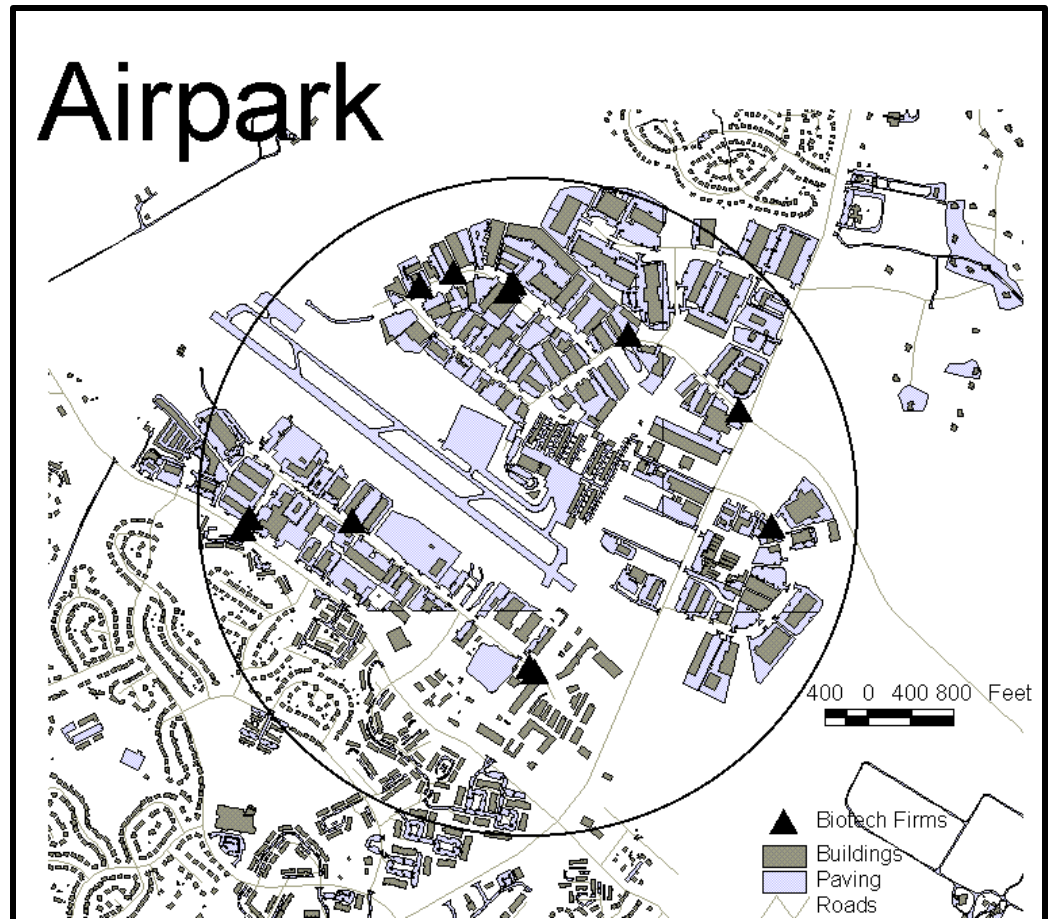 Airpark
400 0 400 800 Feet
Biotech Firms
Buildings
Paving
Roads